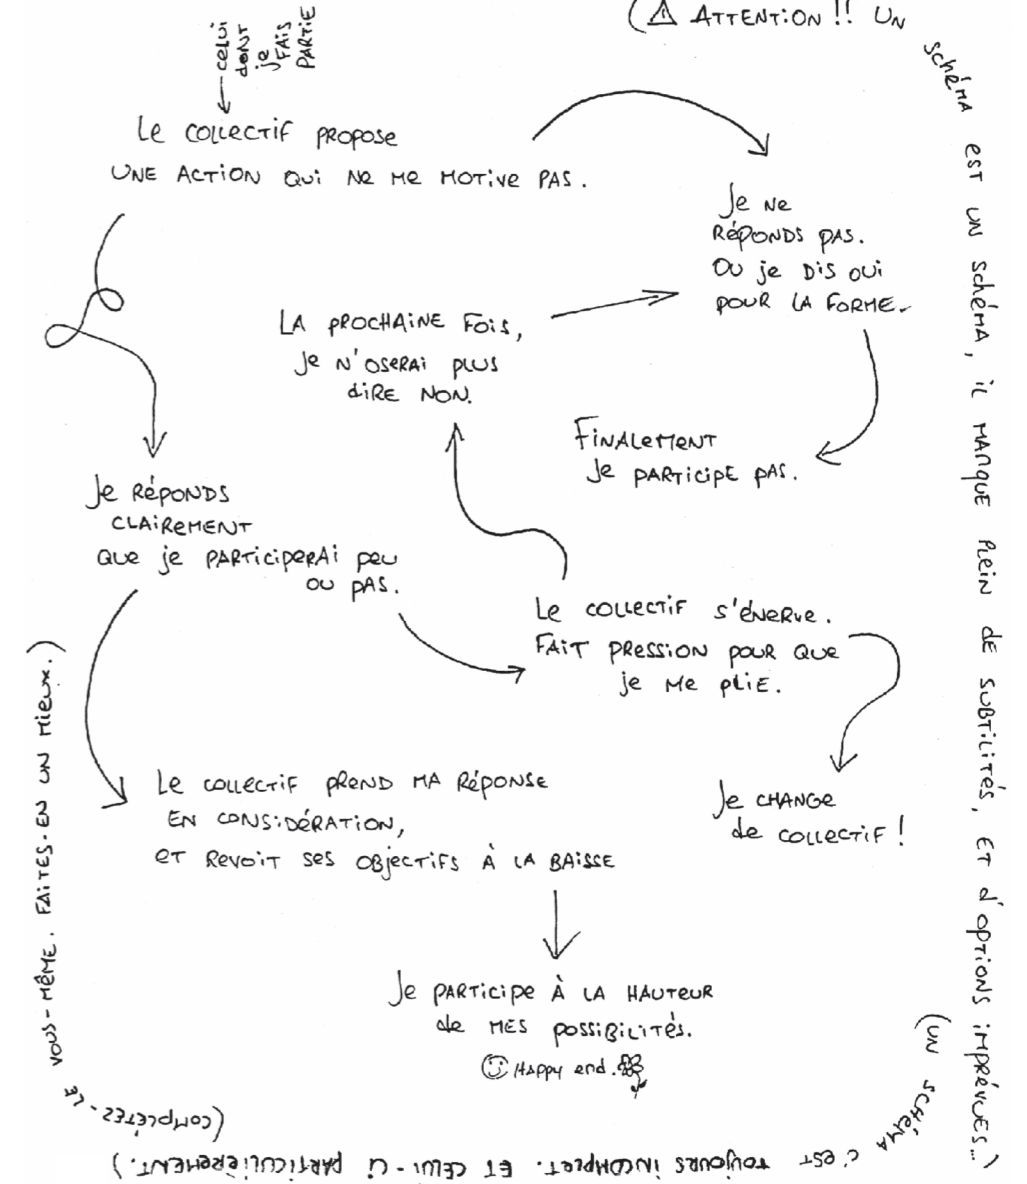 celui
dont
je
fais
partie
Le collectif propose
une action qui ne me motive pas.
Je ne
réponds pas.
Ou je dis oui
pour la forme.
La prochaine fois,
je n'oserai plus
dire non.
Finalement
je participe pas.
Je réponds
clairement
que je participerai peu
ou pas.
Le collectif s'énerve.
Fait pression pour que
je me plie.
Je change
de collectif !
Le collectif prend ma réponse
en considération,
et revoit ses objectifs à la baisse
Je participe à la hauteur
de mes possibilités.
Happy end.
(⚠ Attention !! Un schéma est un schéma, il manque plein de subtilités, et d'options imprévues...)
(un schéma c'est toujours incomplet. Et celui-ci particulièrement.)
(complétez-le vous-même. Faites-en un mieux.)